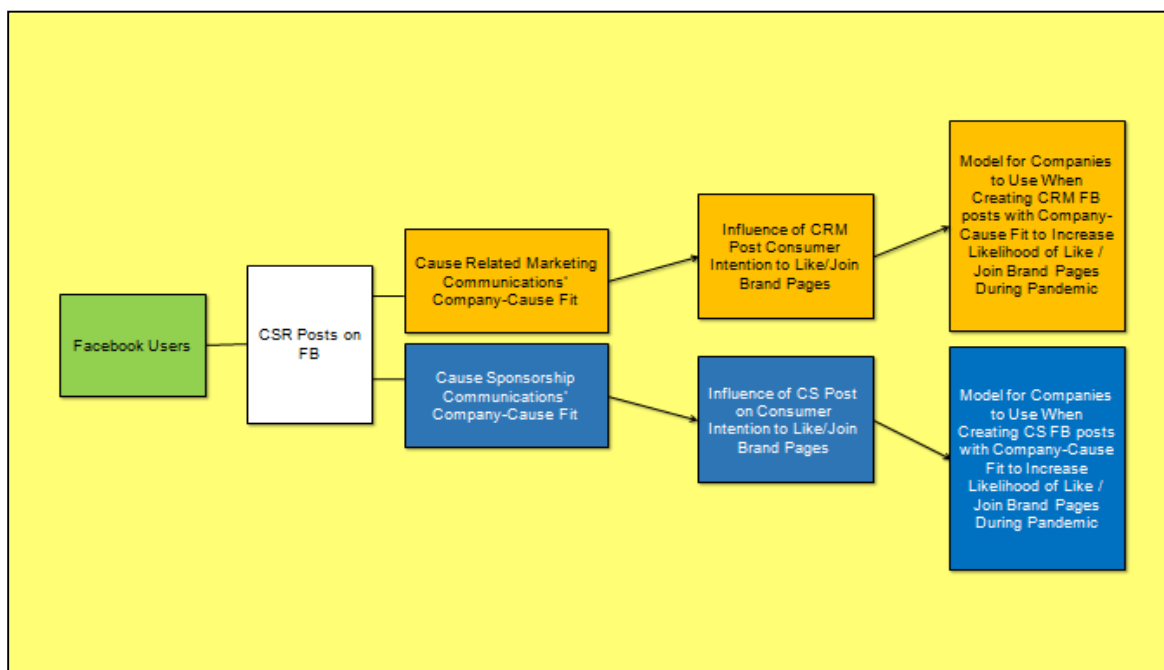 Facebook Users
CSR Posts on
FB
Cause Related Marketing
Communications'
Company-Cause Fit
Cause Sponsorship
Communications'
Company-Cause Fit
Influence of CRM
Post Consumer
Intention to Like/Join
Brand Pages
Influence of CS Post
on Consumer
Intention to Like/Join
Brand Pages
Model for Companies
to Use When
Creating CRM FB
posts with Company-
Cause Fit to Increase
Likelihood of Like /
Join Brand Pages
During Pandemic
Model for Companies
to Use When
Creating CS FB posts
with Company-Cause
Fit to Increase
Likelihood of Like /
Join Brand Pages
During Pandemic